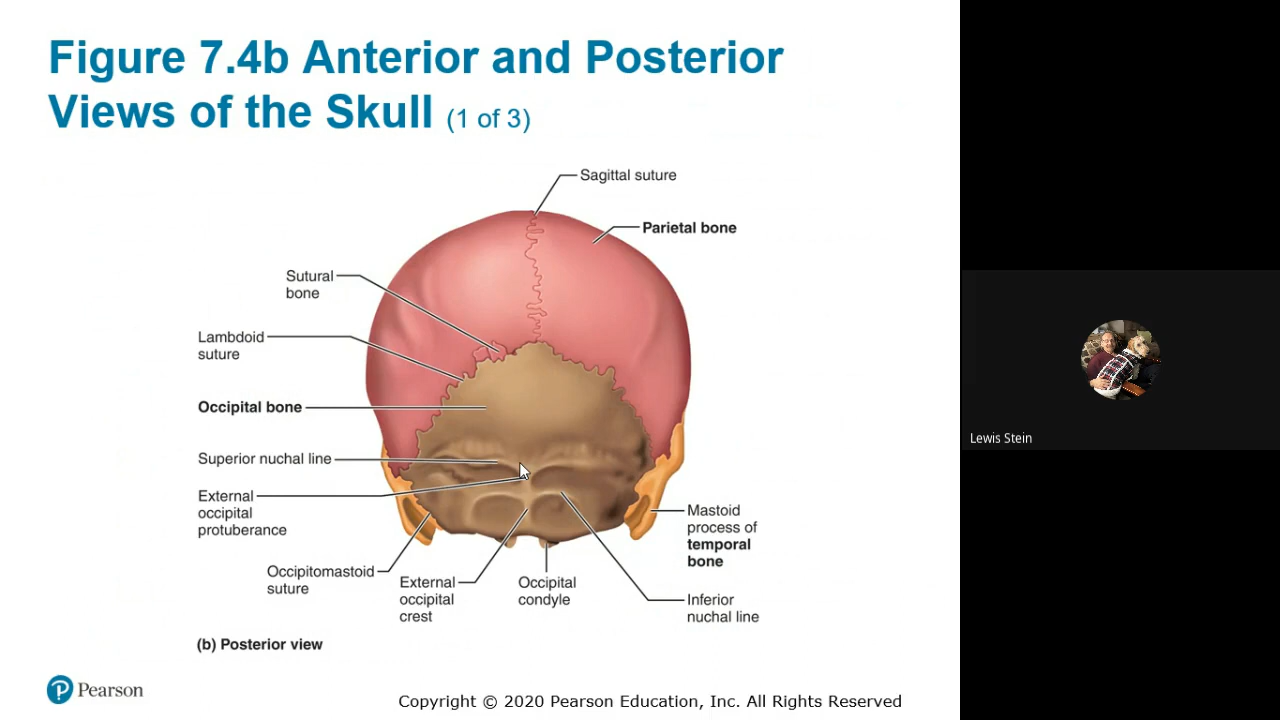 Figure 7.4b Anterior and Posterior
Views of the Skull (1 of 3)
Sagittal suture
Parietal bone
Sutural
bone
Lambdoid
suture
Occipital bone
Superior nuchal line
External
occipital
protuberance
Mastoid
process of
temporal
bone
Occipitomastoid
suture
External
occipital
crest
Occipital
condyle
Inferior
nuchal line
(b) Posterior view
Pearson
Copyright © 2020 Pearson Education, Inc. All Rights Reserved
Lewis Stein